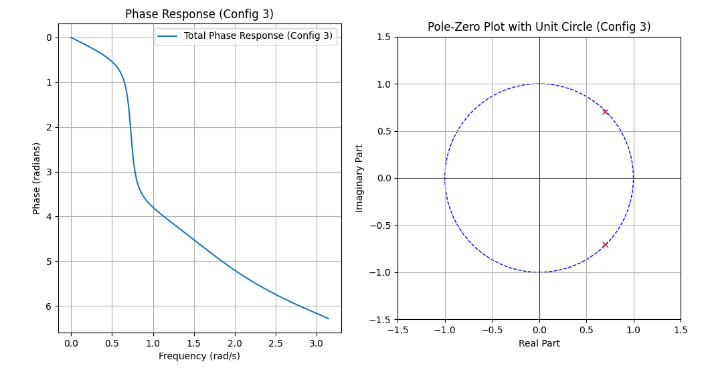 Phase Response (Config 3)
Total Phase Response (Config 3)
0
1
2
3
4
5
6
Phase (radians)
0.0 0.5 1.0 1.5 2.0 2.5 3.0
Frequency (rad/s)
Pole-Zero Plot with Unit Circle (Config 3)
1.5
1.0
0.5
0.0
−0.5
−1.0
−1.5
Imaginary Part
−1.5 −1.0 −0.5 0.0 0.5 1.0 1.5
Real Part